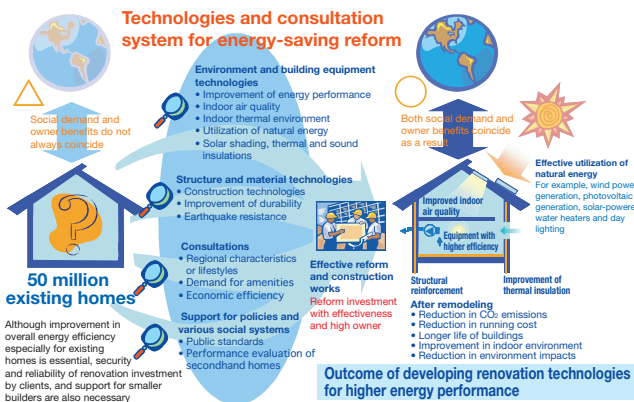 Technologies and consultation
system for energy-saving reform
Social demand and
owner benefits do not
always coincide
?
50 million
existing homes
Although improvement in
overall energy efficiency
especially for existing
homes is essential, security
and reliability of renovation investment
by clients, and support for smaller
builders are also necessary
Environment and building equipment
technologies
• Improvement of energy performance
• Indoor air quality
• Indoor thermal environment
• Utilization of natural energy
• Solar shading, thermal and sound
insulations
Structure and material technologies
• Construction technologies
• Improvement of durability
• Earthquake resistance
Consultations
• Regional characteristics
or lifestyles
• Demand for amenities
• Economic efficiency
Support for policies and
various social systems
• Public standards
• Performance evaluation of
secondhand homes
Effective reform
and construction
works
Reform investment
with effectiveness
and high owner
Both social demand and
owner benefits coincide
as a result
Effective utilization of
natural energy
For example, wind power
generation, photovoltaic
generation, solar-powered
water heaters and day
lighting
Improved indoor
air quality
Equipment with
higher efficiency
Structural
reinforcement
Improvement of
thermal insulation
After remodeling
• Reduction in CO₂ emissions
• Reduction in running cost
• Longer life of buildings
• Improvement in indoor environment
• Reduction in environment impacts
Outcome of developing renovation technologies
for higher energy performance